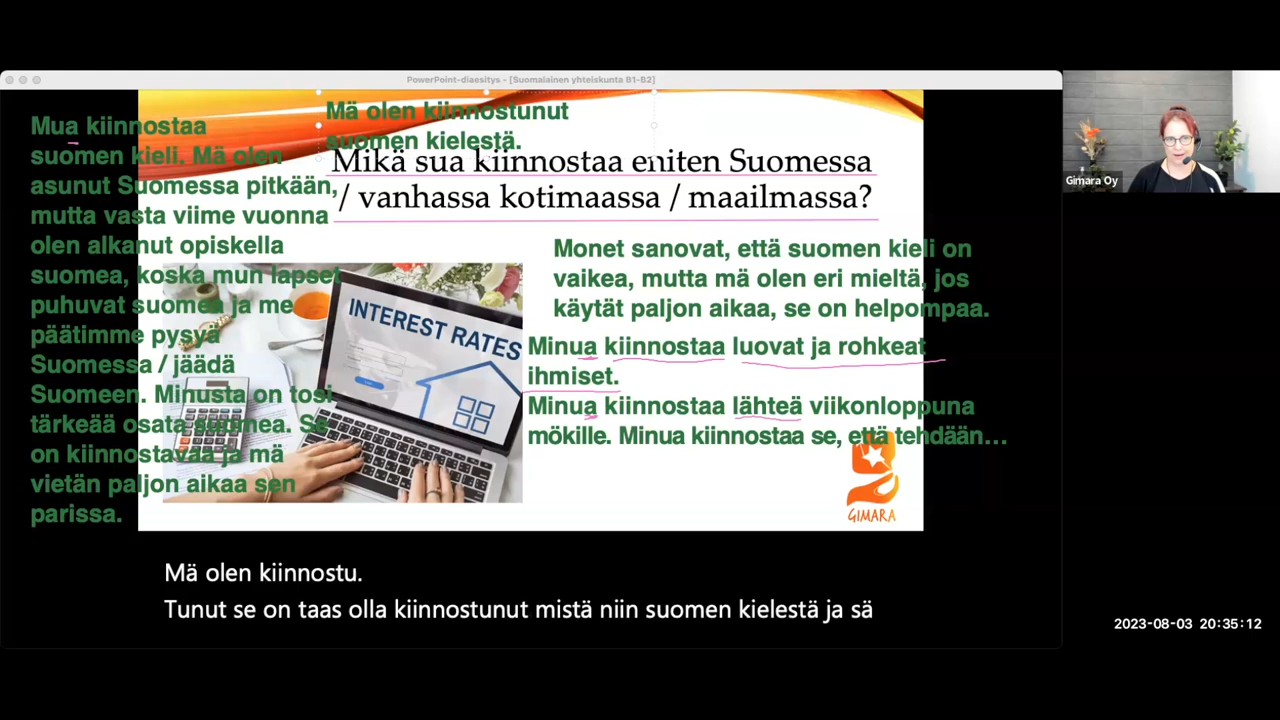 PowerPoint-diaesitys - [Suomalainen yhteiskunta B1-B2]
Mä olen kiinnostunut
suomen kielestä.
Mikä sua kiinnostaa eniten Suomessa
/ vanhassa kotimaassa / maailmassa?
Mua kiinnostaa
suomen kieli. Mä olen
asunut Suomessa pitkään,
mutta vasta viime vuonna
olen alkanut opiskella
suomea, koska mun lapset
puhuvat suomea ja me
päätimme pysyä
Suomessa / jäädä
Suomeen. Minusta on tosi
tärkeää osata suomea. Se
on kiinnostavaa ja mä
vietän paljon aikaa sen
parissa.
INTEREST RATES
Monet sanovat, että suomen kieli on
vaikea, mutta mä olen eri mieltä, jos
käytät paljon aikaa, se on helpompaa.
Minua kiinnostaa luovat ja rohkeat
ihmiset.
Minua kiinnostaa lähteä viikonloppuna
mökille. Minua kiinnostaa se, että tehdään…
GIMARA
Gimara Oy
Mä olen kiinnostu.
Tunut se on taas olla kiinnostunut mistä niin suomen kielestä ja sä
2023-08-03 20:35:12